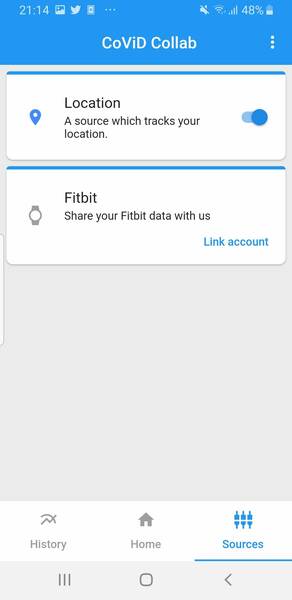 21:14 48%
CoViD Collab
Location
A source which tracks your
location.
Fitbit
Share your Fitbit data with us
Link account
History Home Sources